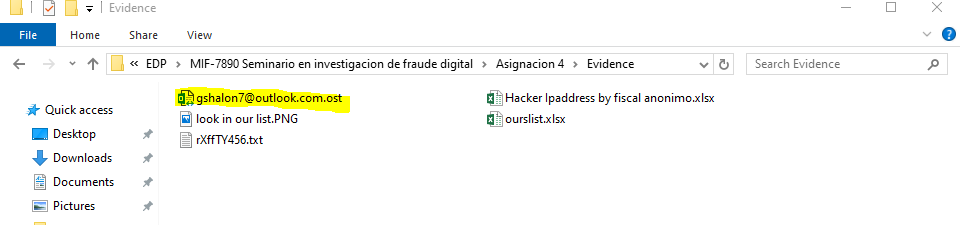 Evidence
File Home Share View
« EDP > MIF-7890 Seminario en investigacion de fraude digital > Asignacion 4 > Evidence Search Evidence
Quick access
Desktop
Downloads
Documents
Pictures
gshalon7@outlook.com.ost
look in our list.PNG
rXffTY456.txt
Hacker Ipaddress by fiscal anonimo.xlsx
ourslist.xlsx